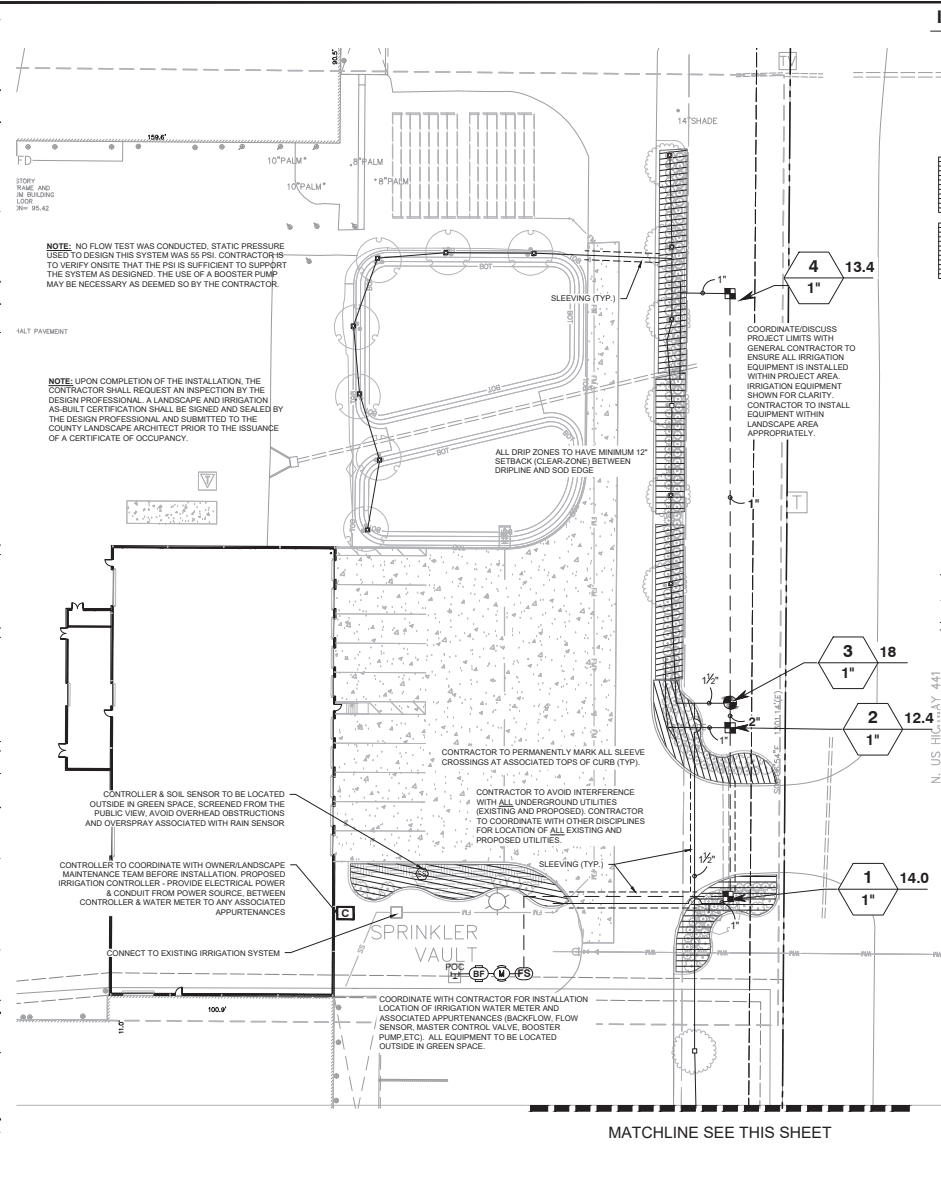 TV
90.5'
14"SHADE
159.6'
FD
10"PALM
8"PALM
10"PALM
8"PALM
STORY
RAME AND
UM BUILDING
LOOR
ON= 95.42
NOTE: NO FLOW TEST WAS CONDUCTED, STATIC PRESSURE
USED TO DESIGN THIS SYSTEM WAS 55 PSI. CONTRACTOR IS
TO VERIFY ONSITE THAT THE PSI IS SUFFICIENT TO SUPPORT
THE SYSTEM AS DESIGNED. THE USE OF A BOOSTER PUMP
MAY BE NECESSARY AS DEEMED SO BY THE CONTRACTOR.
BOT
BOT
SLEEVING (TYP.)
1"
4
1"
13.4
COORDINATE/DISCUSS
PROJECT LIMITS WITH
GENERAL CONTRACTOR TO
ENSURE ALL IRRIGATION
EQUIPMENT IS INSTALLED
WITHIN PROJECT AREA.
IRRIGATION EQUIPMENT
SHOWN FOR CLARITY.
CONTRACTOR TO INSTALL
EQUIPMENT WITHIN
LANDSCAPE AREA
APPROPRIATELY.
HALT PAVEMENT
NOTE: UPON COMPLETION OF THE INSTALLATION, THE
CONTRACTOR SHALL REQUEST AN INSPECTION BY THE
DESIGN PROFESSIONAL. A LANDSCAPE AND IRRIGATION
AS-BUILT CERTIFICATION SHALL BE SIGNED AND SEALED BY
THE DESIGN PROFESSIONAL AND SUBMITTED TO THE
COUNTY LANDSCAPE ARCHITECT PRIOR TO THE ISSUANCE
OF A CERTIFICATE OF OCCUPANCY.
BOT
BOT
BOT
ALL DRIP ZONES TO HAVE MINIMUM 12"
SETBACK (CLEAR-ZONE) BETWEEN
DRIPLINE AND SOD EDGE
T
1"
T
3
1"
18
1½"
2"
1"
2
1"
12.4
N. US HIGHWAY 441
CONTRACTOR TO PERMANENTLY MARK ALL SLEEVE
CROSSINGS AT ASSOCIATED TOPS OF CURB (TYP).
CONTROLLER & SOIL SENSOR TO BE LOCATED
OUTSIDE IN GREEN SPACE, SCREENED FROM THE
PUBLIC VIEW, AVOID OVERHEAD OBSTRUCTIONS
AND OVERSPRAY ASSOCIATED WITH RAIN SENSOR
CONTRACTOR TO AVOID INTERFERENCE
WITH ALL UNDERGROUND UTILITIES
(EXISTING AND PROPOSED). CONTRACTOR
TO COORDINATE WITH OTHER DISCIPLINES
FOR LOCATION OF ALL EXISTING AND
PROPOSED UTILITIES.
SLEEVING (TYP.)
1½"
1
1"
14.0
1"
CONTROLLER TO COORDINATE WITH OWNER/LANDSCAPE
MAINTENANCE TEAM BEFORE INSTALLATION. PROPOSED
IRRIGATION CONTROLLER - PROVIDE ELECTRICAL POWER
& CONDUIT FROM POWER SOURCE, BETWEEN
CONTROLLER & WATER METER TO ANY ASSOCIATED
APPURTENANCES
C
FM
FM
SPRINKLER
VAULT
CONNECT TO EXISTING IRRIGATION SYSTEM
POC
BF
M
FS
COORDINATE WITH CONTRACTOR FOR INSTALLATION
LOCATION OF IRRIGATION WATER METER AND
ASSOCIATED APPURTENANCES (BACKFLOW, FLOW
SENSOR, MASTER CONTROL VALVE, BOOSTER
PUMP,ETC). ALL EQUIPMENT TO BE LOCATED
OUTSIDE IN GREEN SPACE.
100.9'
11.0'
MATCHLINE SEE THIS SHEET